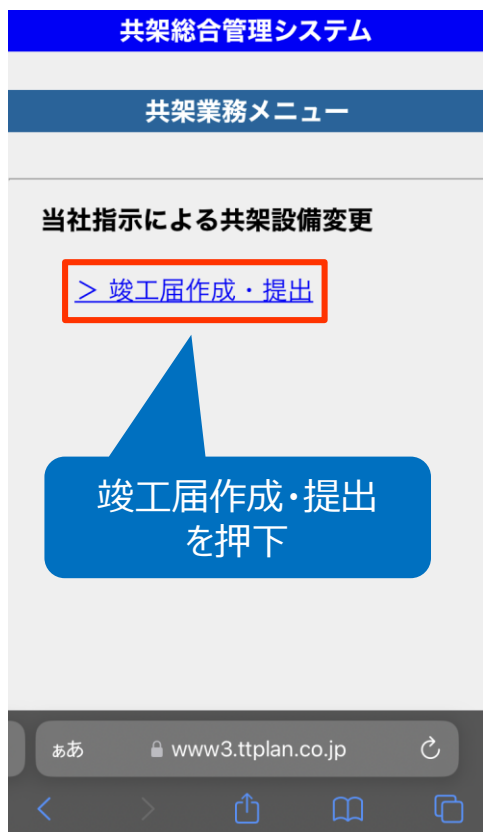 共架総合管理システム
共架業務メニュー
当社指示による共架設備変更
＞ 竣工届作成・提出
竣工届作成・提出
を押下
ぁあ www3.ttplan.co.jp